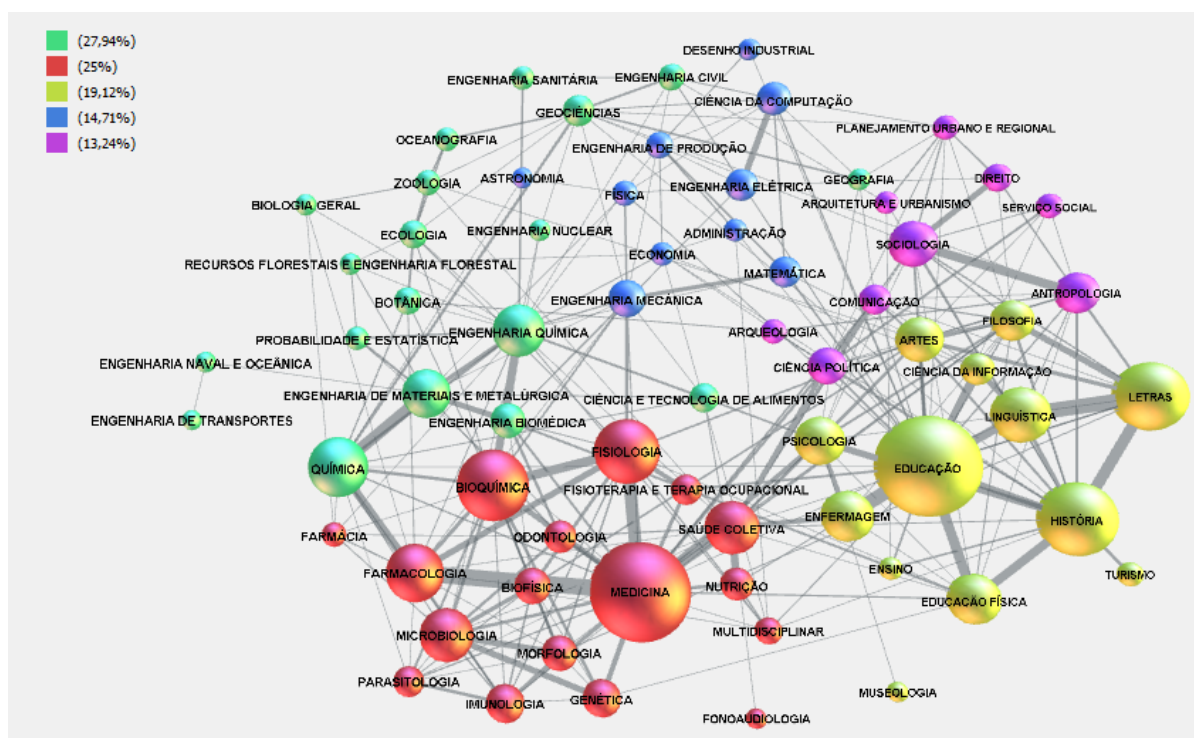 (27,94%)
(25%)
(19,12%)
(14,71%)
(13,24%)
DESENHO INDUSTRIAL
ENGENHARIA SANITÁRIA
ENGENHARIA CIVIL
CIÊNCIA DA COMPUTAÇÃO
GEOCIÊNCIAS
PLANEJAMENTO URBANO E REGIONAL
OCEANOGRAFIA
ENGENHARIA DE PRODUÇÃO
ZOOLOGIA
ASTRONOMIA
FÍSICA
ENGENHARIA ELÉTRICA
GEOGRAFIA
DIREITO
BIOLOGIA GERAL
ARQUITETURA E URBANISMO
SERVIÇO SOCIAL
ECOLOGIA
ENGENHARIA NUCLEAR
ADMINISTRAÇÃO
SOCIOLOGIA
ECONOMIA
RECURSOS FLORESTAIS E ENGENHARIA FLORESTAL
MATEMÁTICA
ANTROPOLOGIA
BOTÂNICA
ENGENHARIA MECÂNICA
COMUNICAÇÃO
FILOSOFIA
ENGENHARIA QUÍMICA
ARQUEOLOGIA
PROBABILIDADE E ESTATÍSTICA
ARTES
ENGENHARIA NAVAL E OCEÂNICA
CIÊNCIA POLÍTICA
CIÊNCIA DA INFORMAÇÃO
ENGENHARIA DE MATERIAIS E METALÚRGICA
CIÊNCIA E TECNOLOGIA DE ALIMENTOS
LETRAS
ENGENHARIA DE TRANSPORTES
ENGENHARIA BIOMÉDICA
LINGUÍSTICA
PSICOLOGIA
FISIOLOGIA
QUÍMICA
EDUCAÇÃO
BIOQUÍMICA
FISIOTERAPIA E TERAPIA OCUPACIONAL
ENFERMAGEM
HISTÓRIA
SAÚDE COLETIVA
FARMÁCIA
ODONTOLOGIA
ENSINO
FARMACOLOGIA
TURISMO
BIOFÍSICA
NUTRIÇÃO
MEDICINA
EDUCAÇÃO FÍSICA
MULTIDISCIPLINAR
MICROBIOLOGIA
MORFOLOGIA
PARASITOLOGIA
MUSEOLOGIA
GENÉTICA
IMUNOLOGIA
FONOAUDIOLOGIA